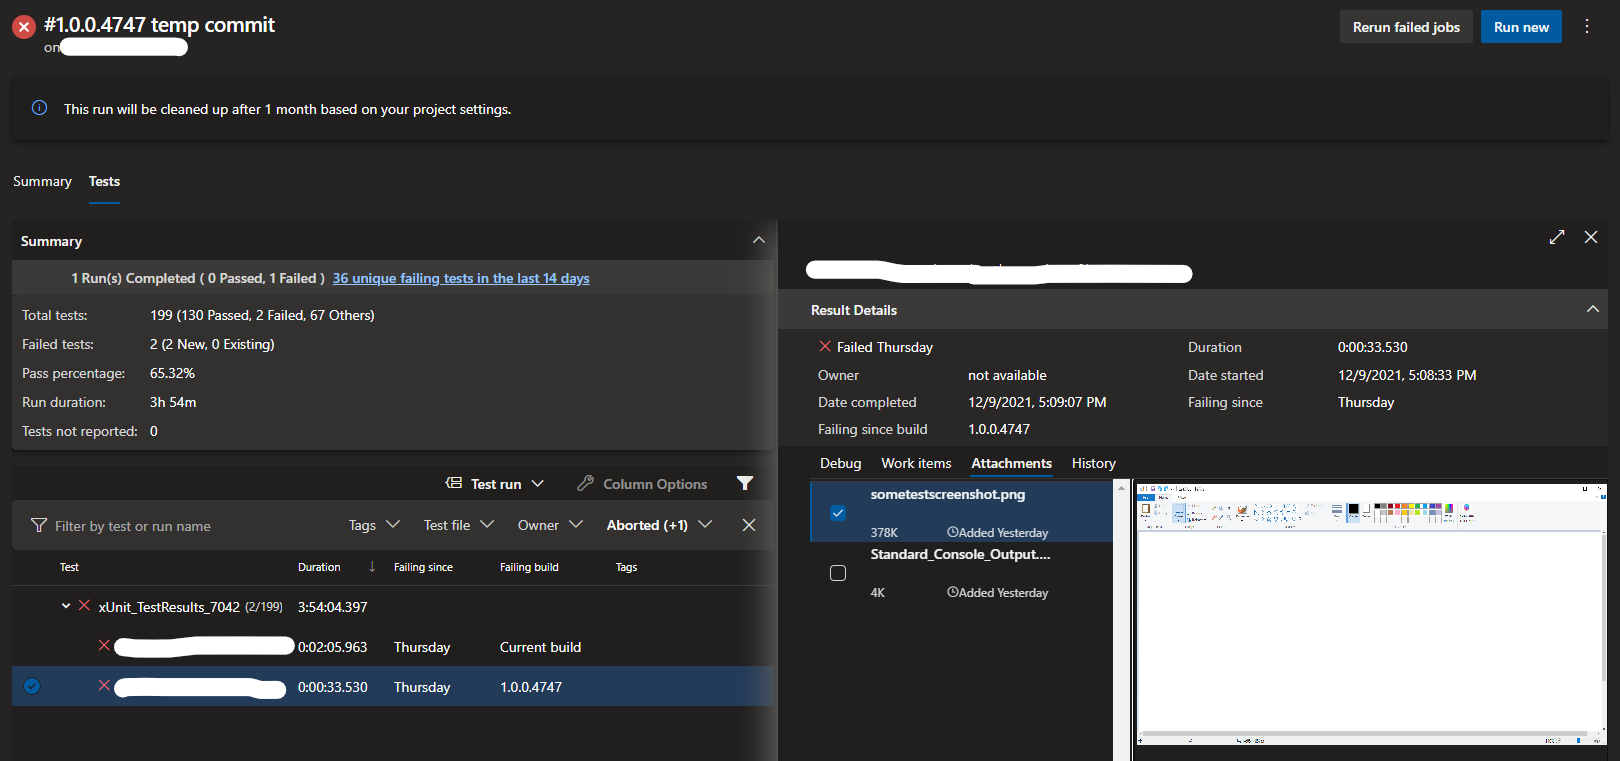 #1.0.0.4747 temp commit
on
Rerun failed jobs
Run new
This run will be cleaned up after 1 month based on your project settings.
Summary
Tests
Summary
1 Run(s) Completed ( 0 Passed, 1 Failed ) 36 unique failing tests in the last 14 days
Total tests: 199 (130 Passed, 2 Failed, 67 Others)
Failed tests: 2 (2 New, 0 Existing)
Pass percentage: 65.32%
Run duration: 3h 54m
Tests not reported: 0
Test run
Column Options
Filter by test or run name
Tags
Test file
Owner
Aborted (+1)
Test Duration Failing since Failing build Tags
xUnit_TestResults_7042 (2/199) 3:54:04.397
0:02:05.963 Thursday Current build
0:00:33.530 Thursday 1.0.0.4747
Result Details
Failed Thursday Duration 0:00:33.530
Owner not available Date started 12/9/2021, 5:08:33 PM
Date completed 12/9/2021, 5:09:07 PM Failing since Thursday
Failing since build 1.0.0.4747
Debug Work items Attachments History
sometestscreenshot.png
378K Added Yesterday
Standard_Console_Output....
4K Added Yesterday